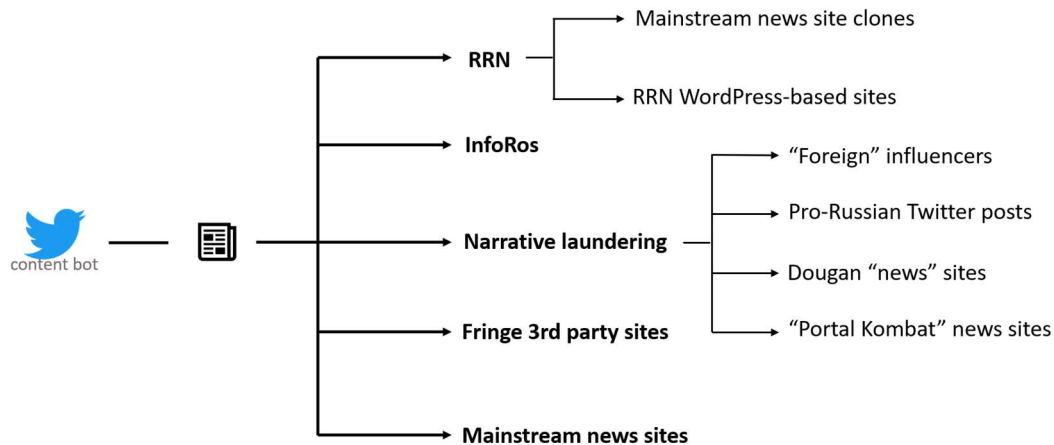 Mainstream news site clones
RRN
RRN WordPress-based sites
InfoRos
“Foreign” influencers
Pro-Russian Twitter posts
content bot
Narrative laundering
Dougan “news” sites
Fringe 3rd party sites
“Portal Kombat” news sites
Mainstream news sites